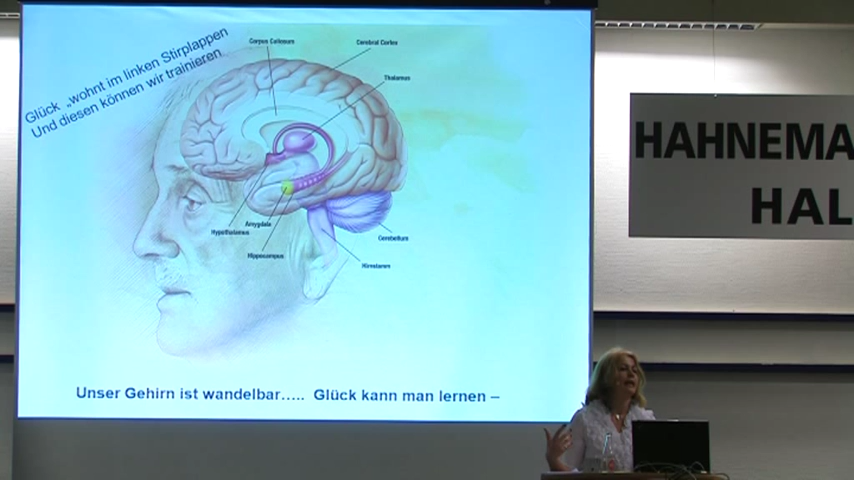 Glück „wohnt im linken Stirplappen
Und diesen können wir trainieren
Corpus Callosum
Cerebral Cortex
Thalamus
Amygdala
Hypothalamus
Hippocampus
Cerebellum
Hirnstamm
Unser Gehirn ist wandelbar….. Glück kann man lernen –
HAHNEMA
HAL